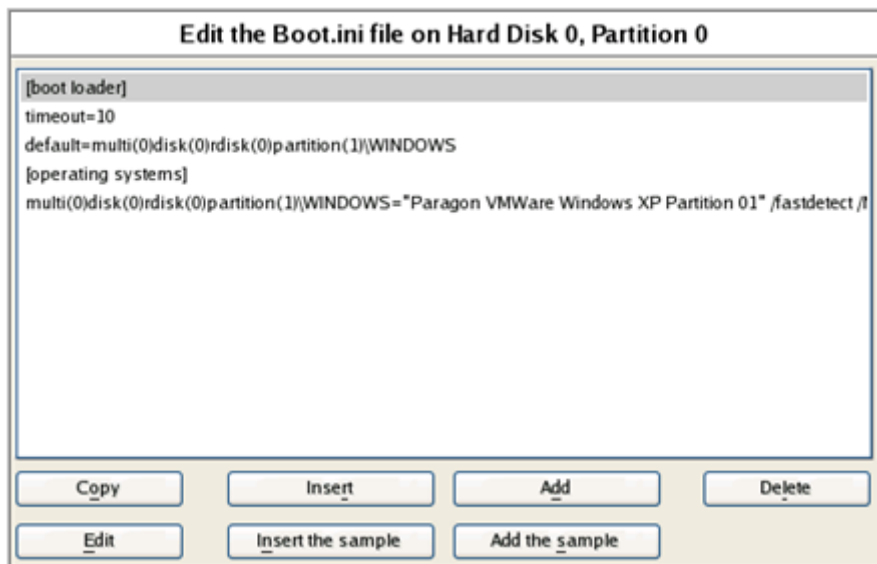 Edit the Boot.ini file on Hard Disk 0, Partition 0
[boot loader]
timeout=10
default=multi(0)disk(0)rdisk(0)partition(1)\WINDOWS
[operating systems]
multi(0)disk(0)rdisk(0)partition(1)\WINDOWS="Paragon VMWare Windows XP Partition 01" /fastdetect
Copy Insert Add Delete
Edit Insert the sample Add the sample